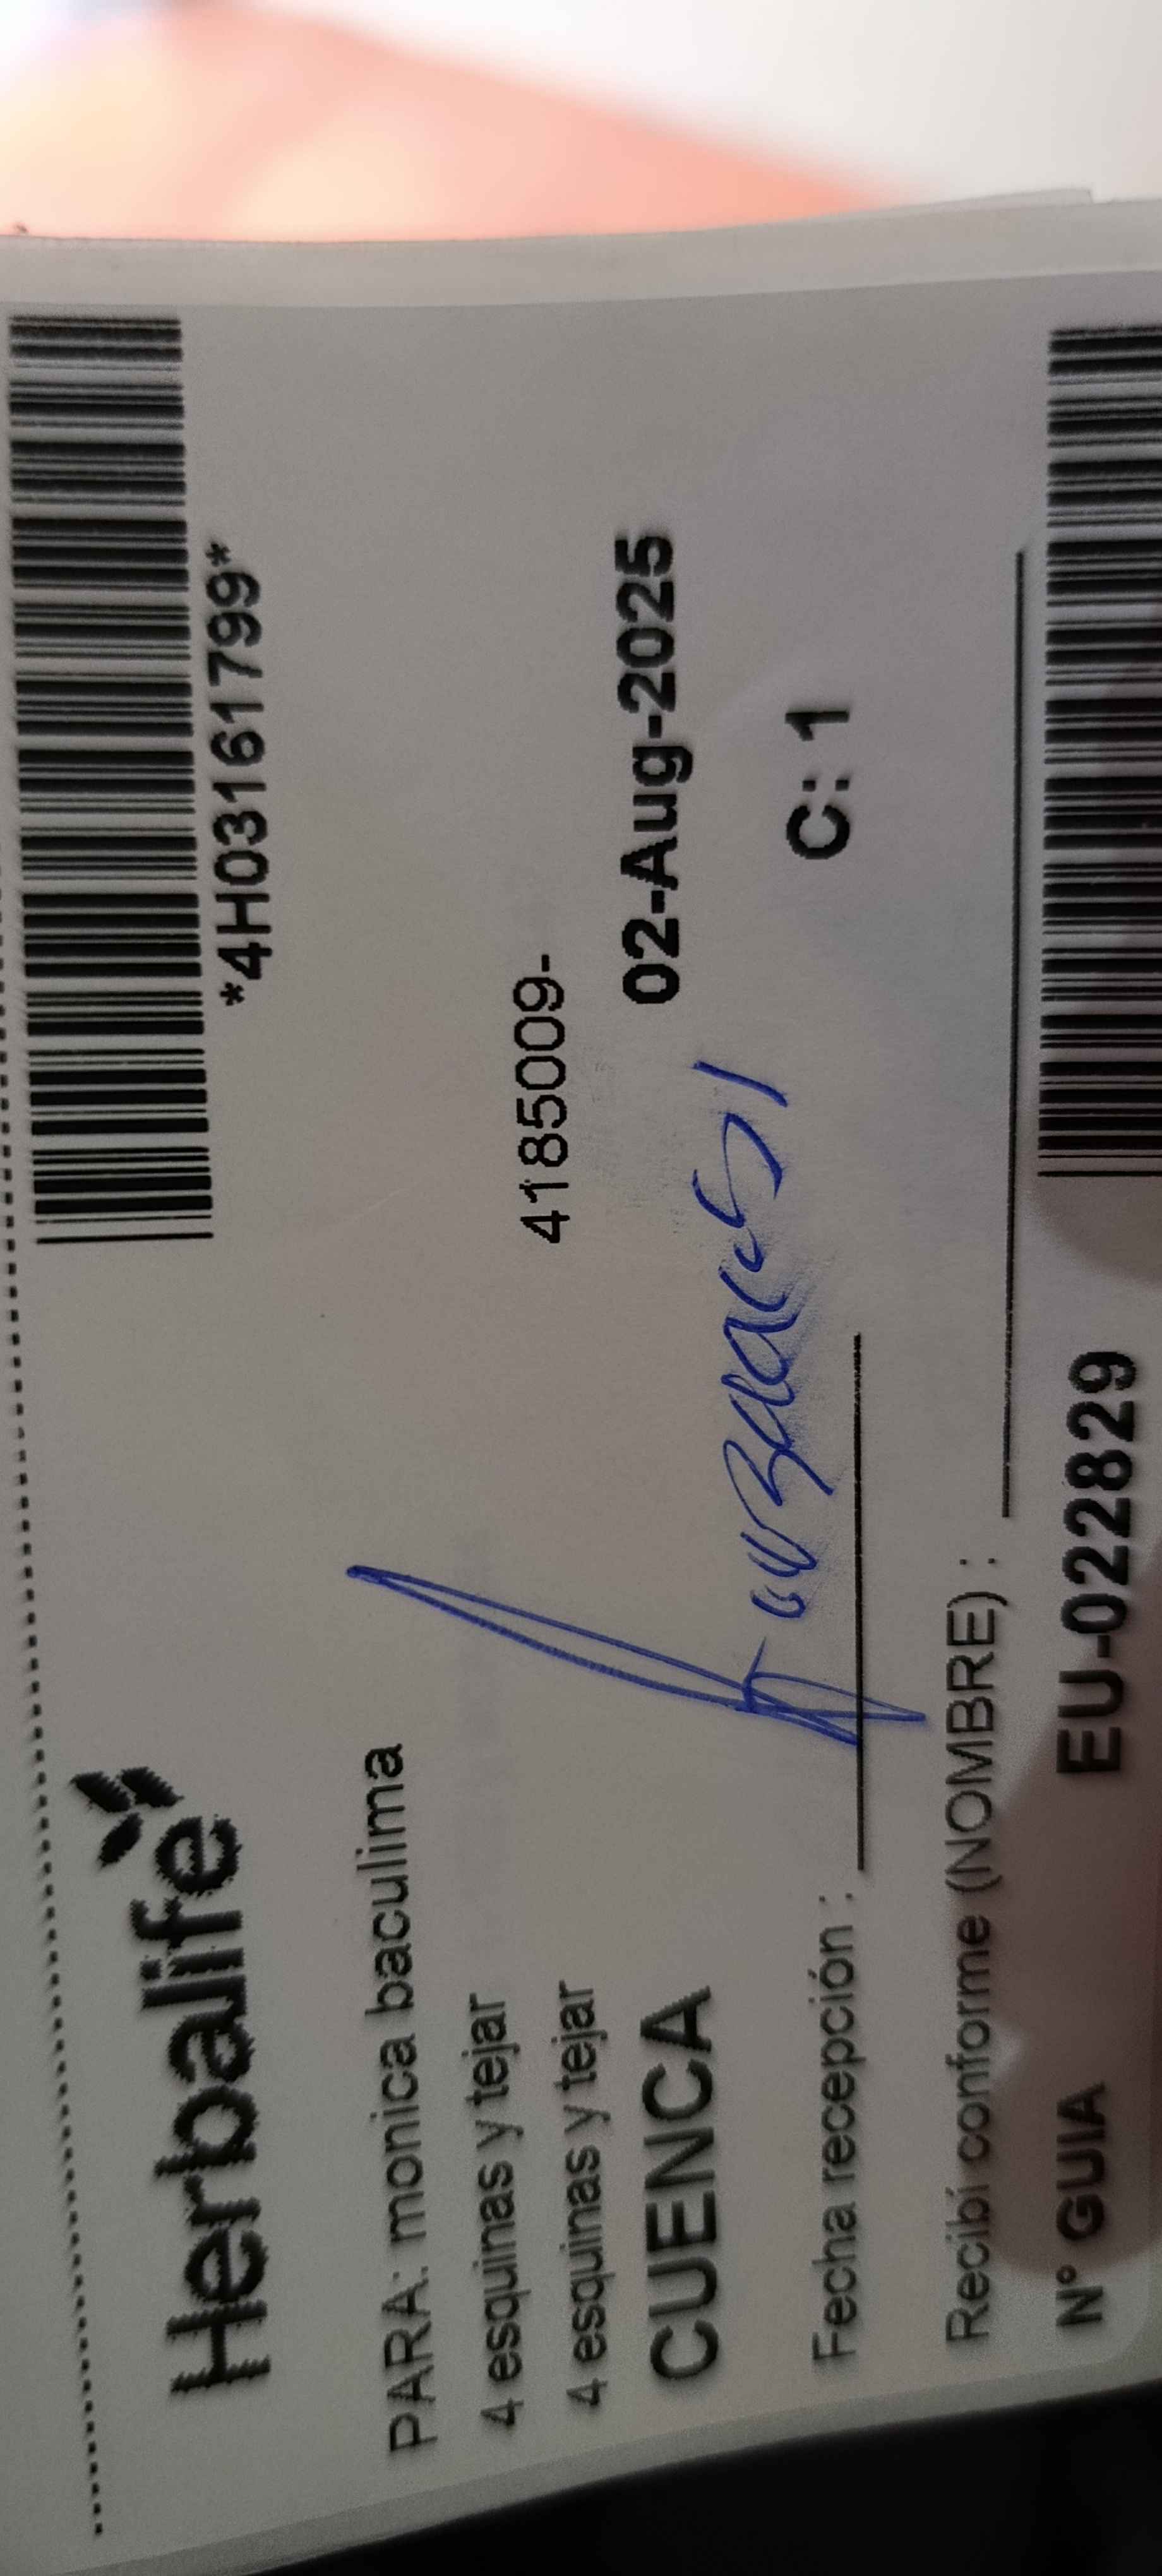 *4H03161799*
Herbalife
PARA: monica baculima
4 esquinas y tejar
4185009-
4 esquinas y tejar
CUENCA
02-Aug-2025
Fecha recepción :
C: 1
Recibí conforme (NOMBRE) :
N° GUIA EU-022829